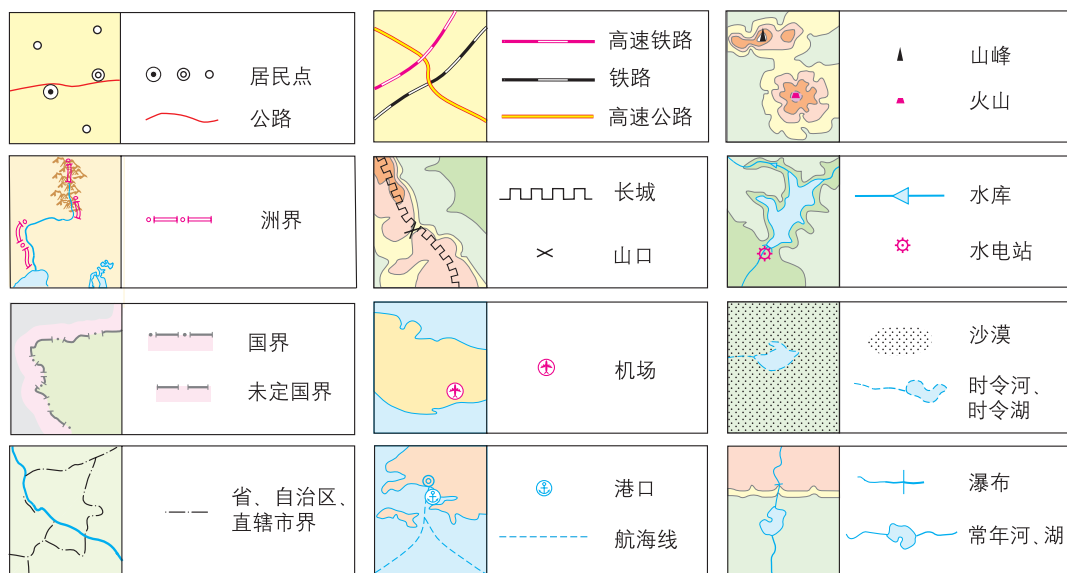 居民点
公路
高速铁路
铁路
高速公路
山峰
火山
洲界
长城
山口
水库
水电站
国界
未定国界
机场
沙漠
时令河、
时令湖
省、自治区、
直辖市界
港口
航海线
瀑布
常年河、湖